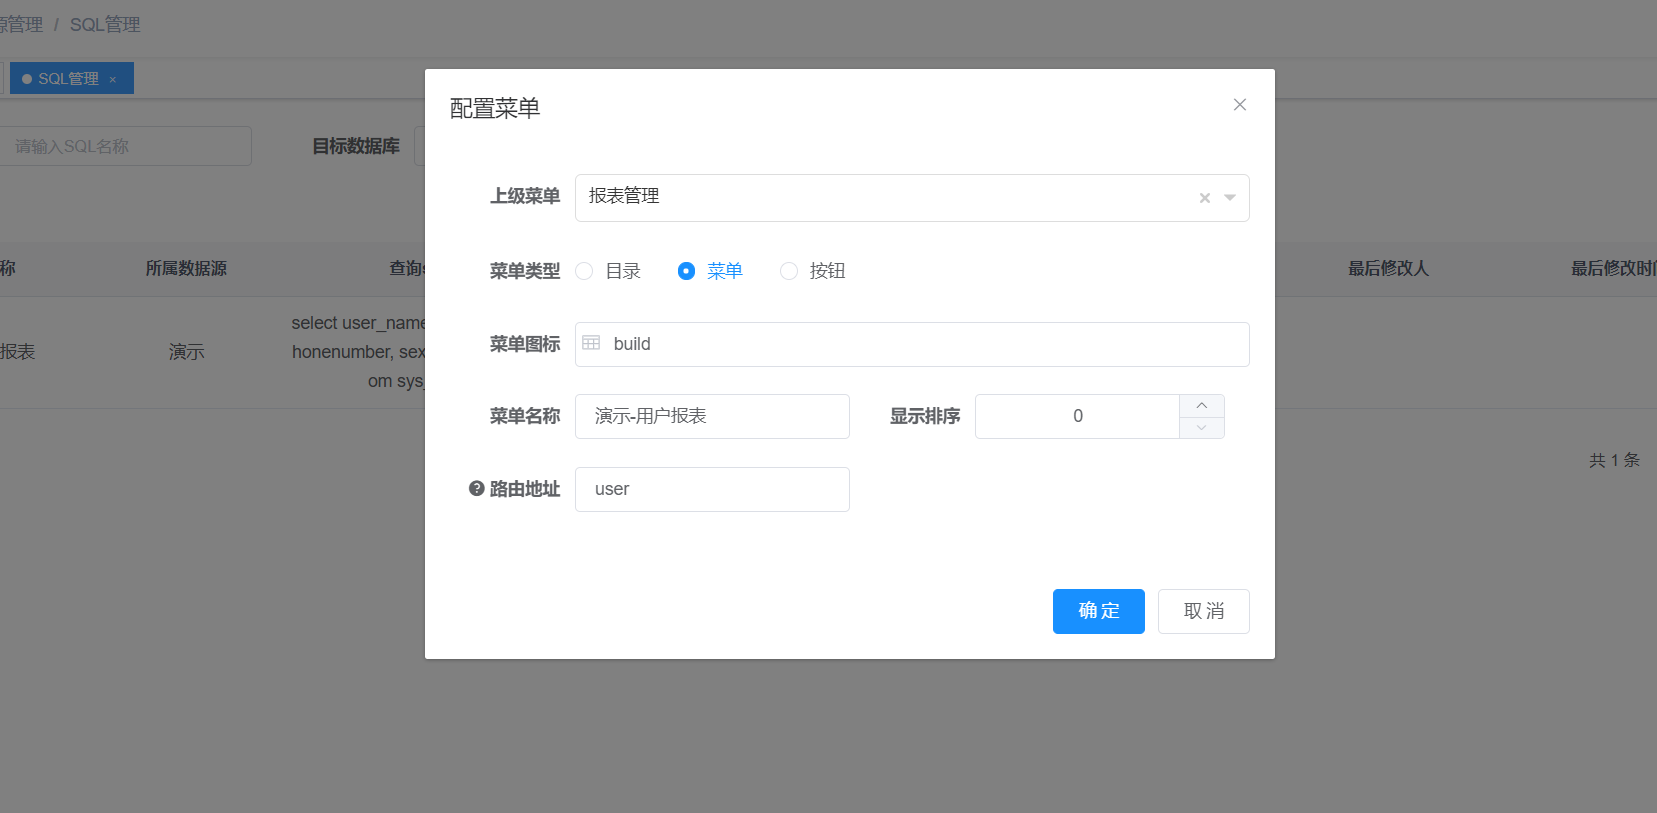 源管理 / SQL管理
SQL管理 ×
配置菜单
请输入SQL名称
目标数据库
上级菜单 报表管理
菜单类型 目录 菜单 按钮
称 所属数据源 查询 最后修改人 最后修改时间
select user_name
honenumber, sex
om sys_
报表 演示
菜单图标 build
菜单名称 演示-用户报表 显示排序 0
共 1 条
? 路由地址 user
确 定 取 消